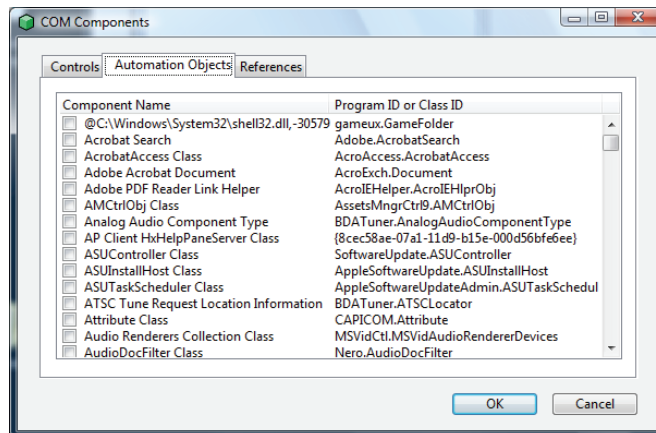 COM Components
Controls Automation Objects References
Component Name Program ID or Class ID
@C:\Windows\System32\shell32.dll,-30579 gameux.GameFolder
Acrobat Search Adobe.AcrobatSearch
AcrobatAccess Class AcroAccess.AcrobatAccess
Adobe Acrobat Document AcroExch.Document
Adobe PDF Reader Link Helper AcroIEHelper.AcroIEHlprObj
AMCtrlObj Class AssetsMngrCtrl9.AMCtrlObj
Analog Audio Component Type BDATuner.AnalogAudioComponentType
AP Client HxHelpPaneServer Class {8cec58ae-07a1-11d9-b15e-000d56bfe6ee}
ASUController Class SoftwareUpdate.ASUController
ASUInstallHost Class AppleSoftwareUpdate.ASUInstallHost
ASUTaskScheduler Class AppleSoftwareUpdateAdmin.ASUTaskSchedul
ATSC Tune Request Location Information BDATuner.ATSCLocator
Attribute Class CAPICOM.Attribute
Audio Renderers Collection Class MSVidCtl.MSVidAudioRendererDevices
AudioDocFilter Class Nero.AudioDocFilter
OK Cancel